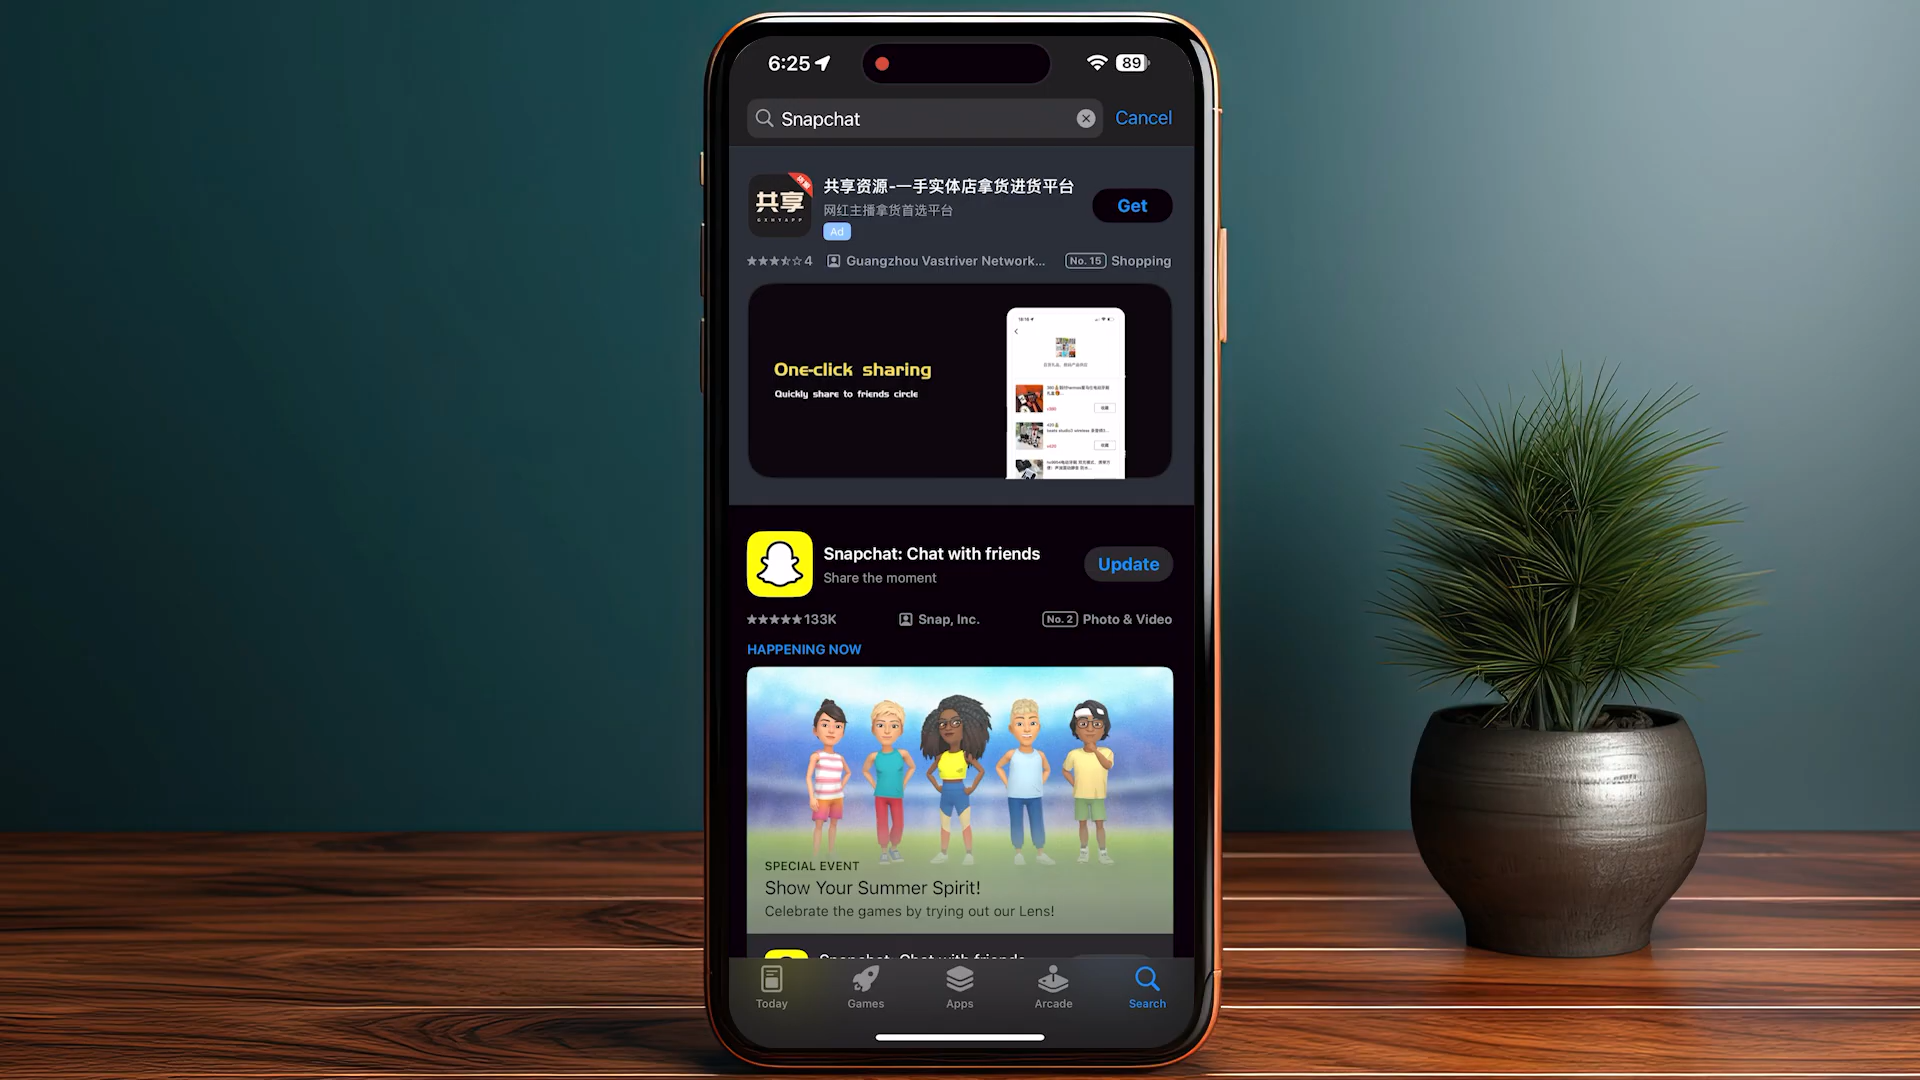 6:25
89
Snapchat
Cancel
共享
GXHYAPP
共享资源-一手实体店拿货进货平台
网红主播拿货首选平台
Ad
Get
4
Guangzhou Vastriver Network...
No. 15
Shopping
One-click sharing
Quickly share to friends circle
Snapchat: Chat with friends
Share the moment
Update
133K
Snap, Inc.
No. 2
Photo & Video
HAPPENING NOW
SPECIAL EVENT
Show Your Summer Spirit!
Celebrate the games by trying out our Lens!
Snapchat: Chat with friends
Today
Games
Apps
Arcade
Search